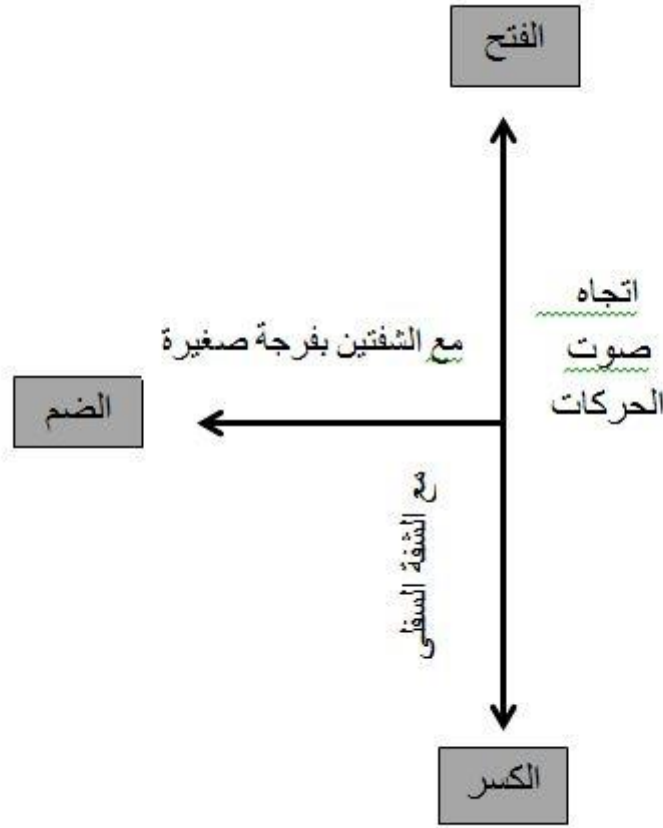 الفتح
اتجاه
صوت
الحركات
مع الشفتين بفرجة صغيرة
الضم
مع الشفة السفلى
الكسر